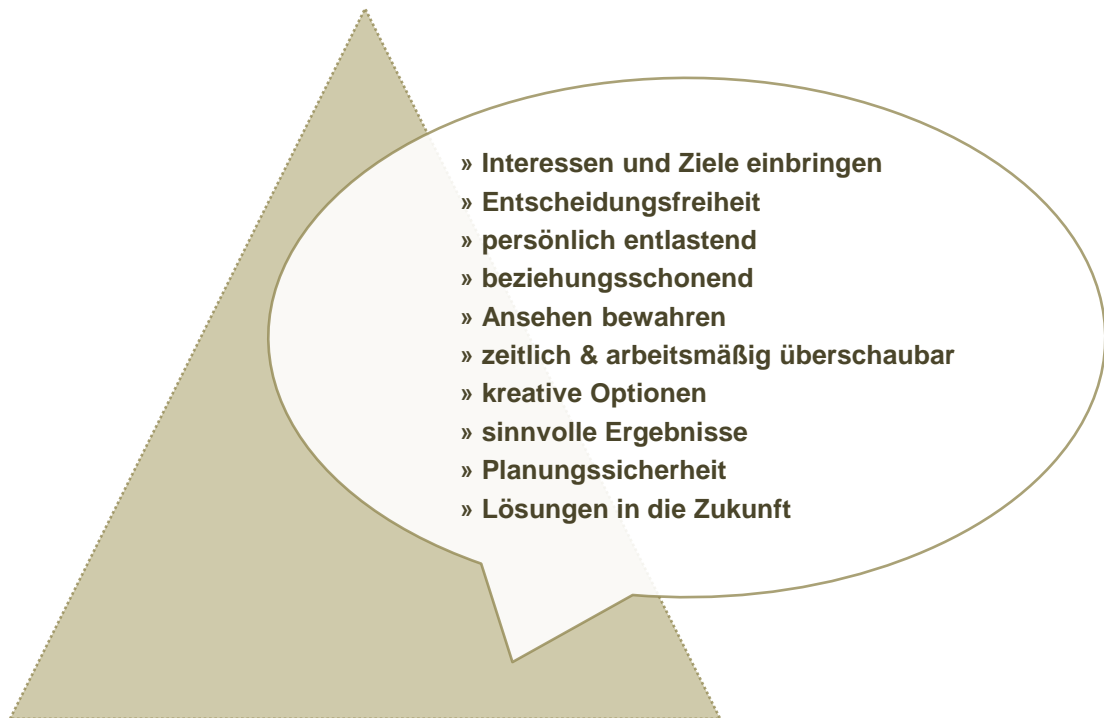 » Interessen und Ziele einbringen
» Entscheidungsfreiheit
» persönlich entlastend
» beziehungsschonend
» Ansehen bewahren
» zeitlich & arbeitsmäßig überschaubar
» kreative Optionen
» sinnvolle Ergebnisse
» Planungssicherheit
» Lösungen in die Zukunft